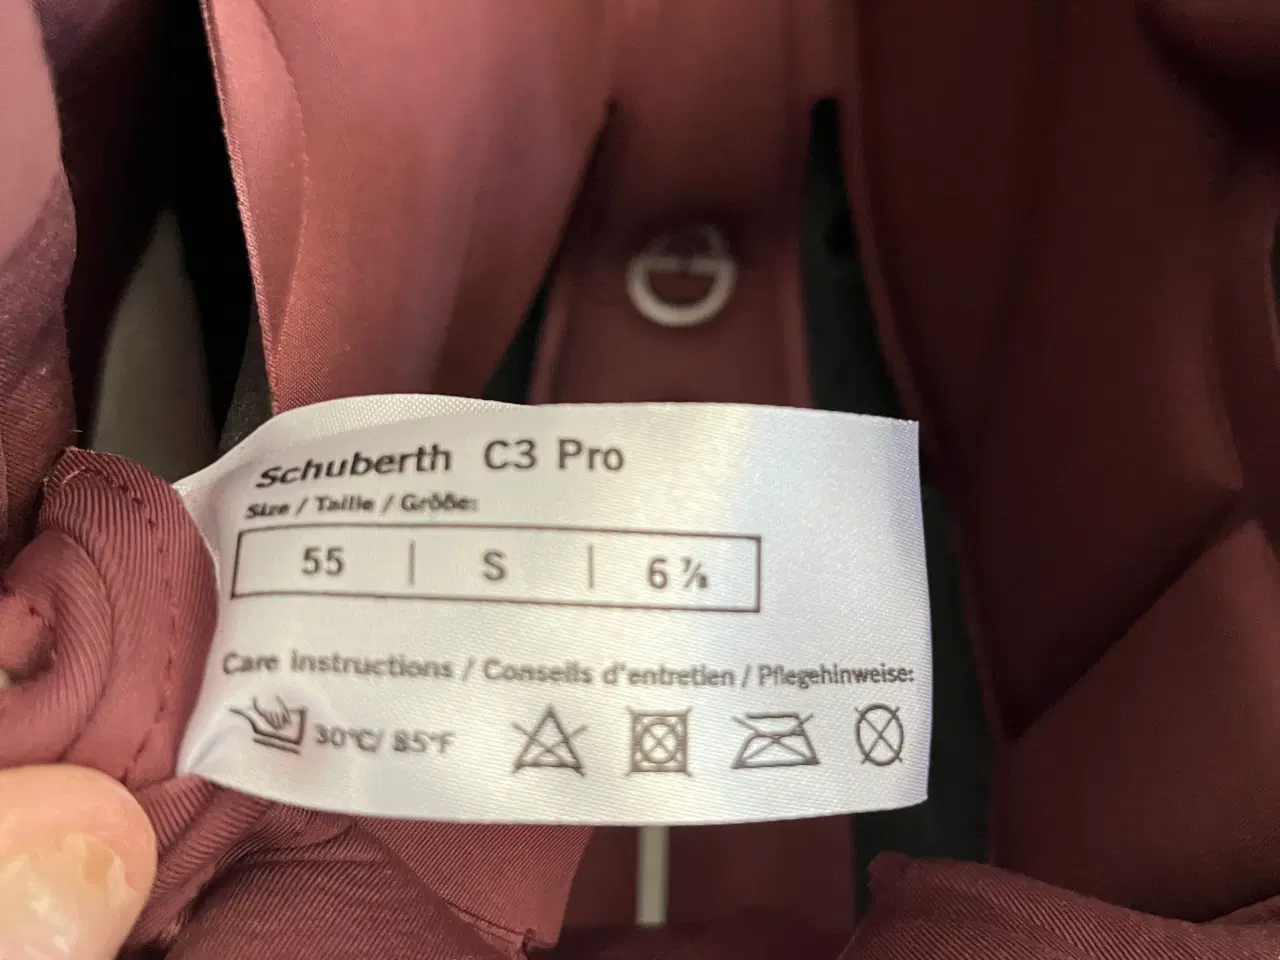 Schuberth C3 Pro
Size / Taille / Größe:
55 | S | 6 ⅞
Care Instructions / Conseils d'entretien / Pflegehinweise:
30°C/ 85°F